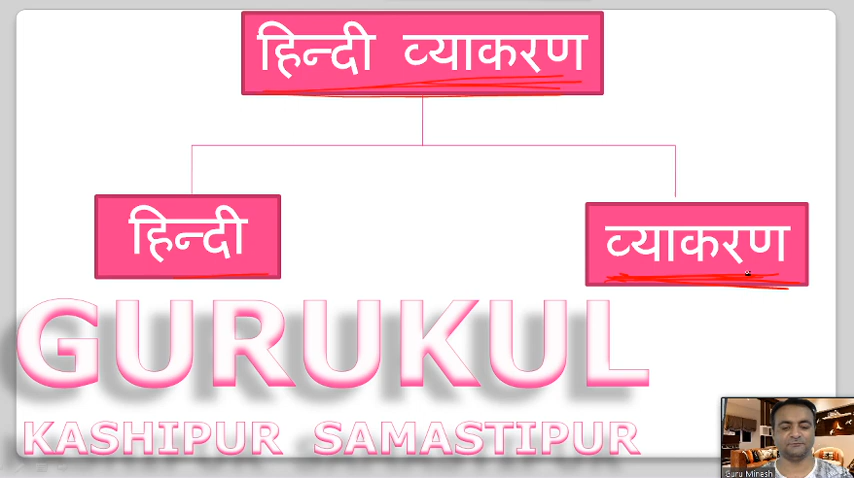 हिन्दी व्याकरण
हिन्दी
व्याकरण
GURUKUL
KASHIPUR SAMASTIPUR
Guru Minesh